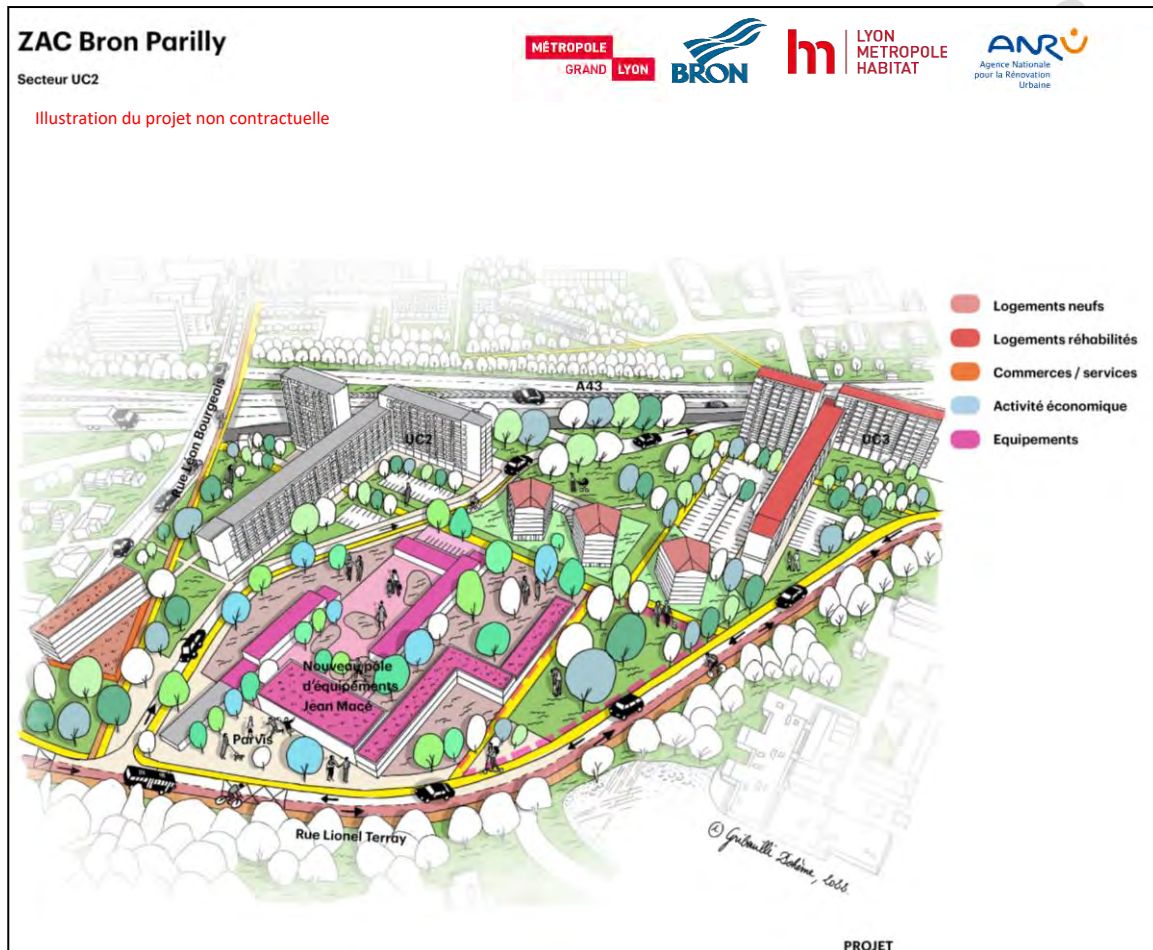 ZAC Bron Parilly
Secteur UC2
MÉTROPOLE
GRAND LYON
BRON
hm
LYON
METROPOLE
HABITAT
ANRU
Agence Nationale
pour la Rénovation
Urbaine
Illustration du projet non contractuelle
Logements neufs
Logements réhabilités
Commerces / services
Activité économique
Equipements
A43
Rue Léon Bourgeois
UC2
UC3
Nouveau pôle
d'équipements
Jean Macé
Parvis
Rue Lionel Terray
PROJET